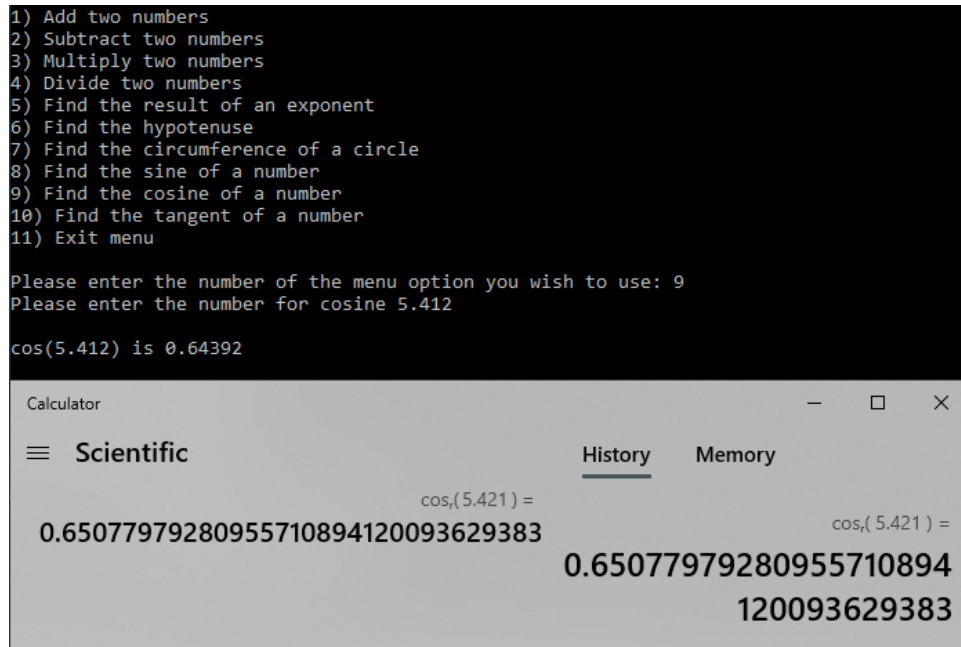 1) Add two numbers
2) Subtract two numbers
3) Multiply two numbers
4) Divide two numbers
5) Find the result of an exponent
6) Find the hypotenuse
7) Find the circumference of a circle
8) Find the sine of a number
9) Find the cosine of a number
10) Find the tangent of a number
11) Exit menu
Please enter the number of the menu option you wish to use: 9
Please enter the number for cosine 5.412
cos(5.412) is 0.64392
Calculator
Scientific
History Memory
cosᵣ( 5.421 ) =
0.65077979280955710894120093629383
cosᵣ( 5.421 ) =
0.65077979280955710894
120093629383